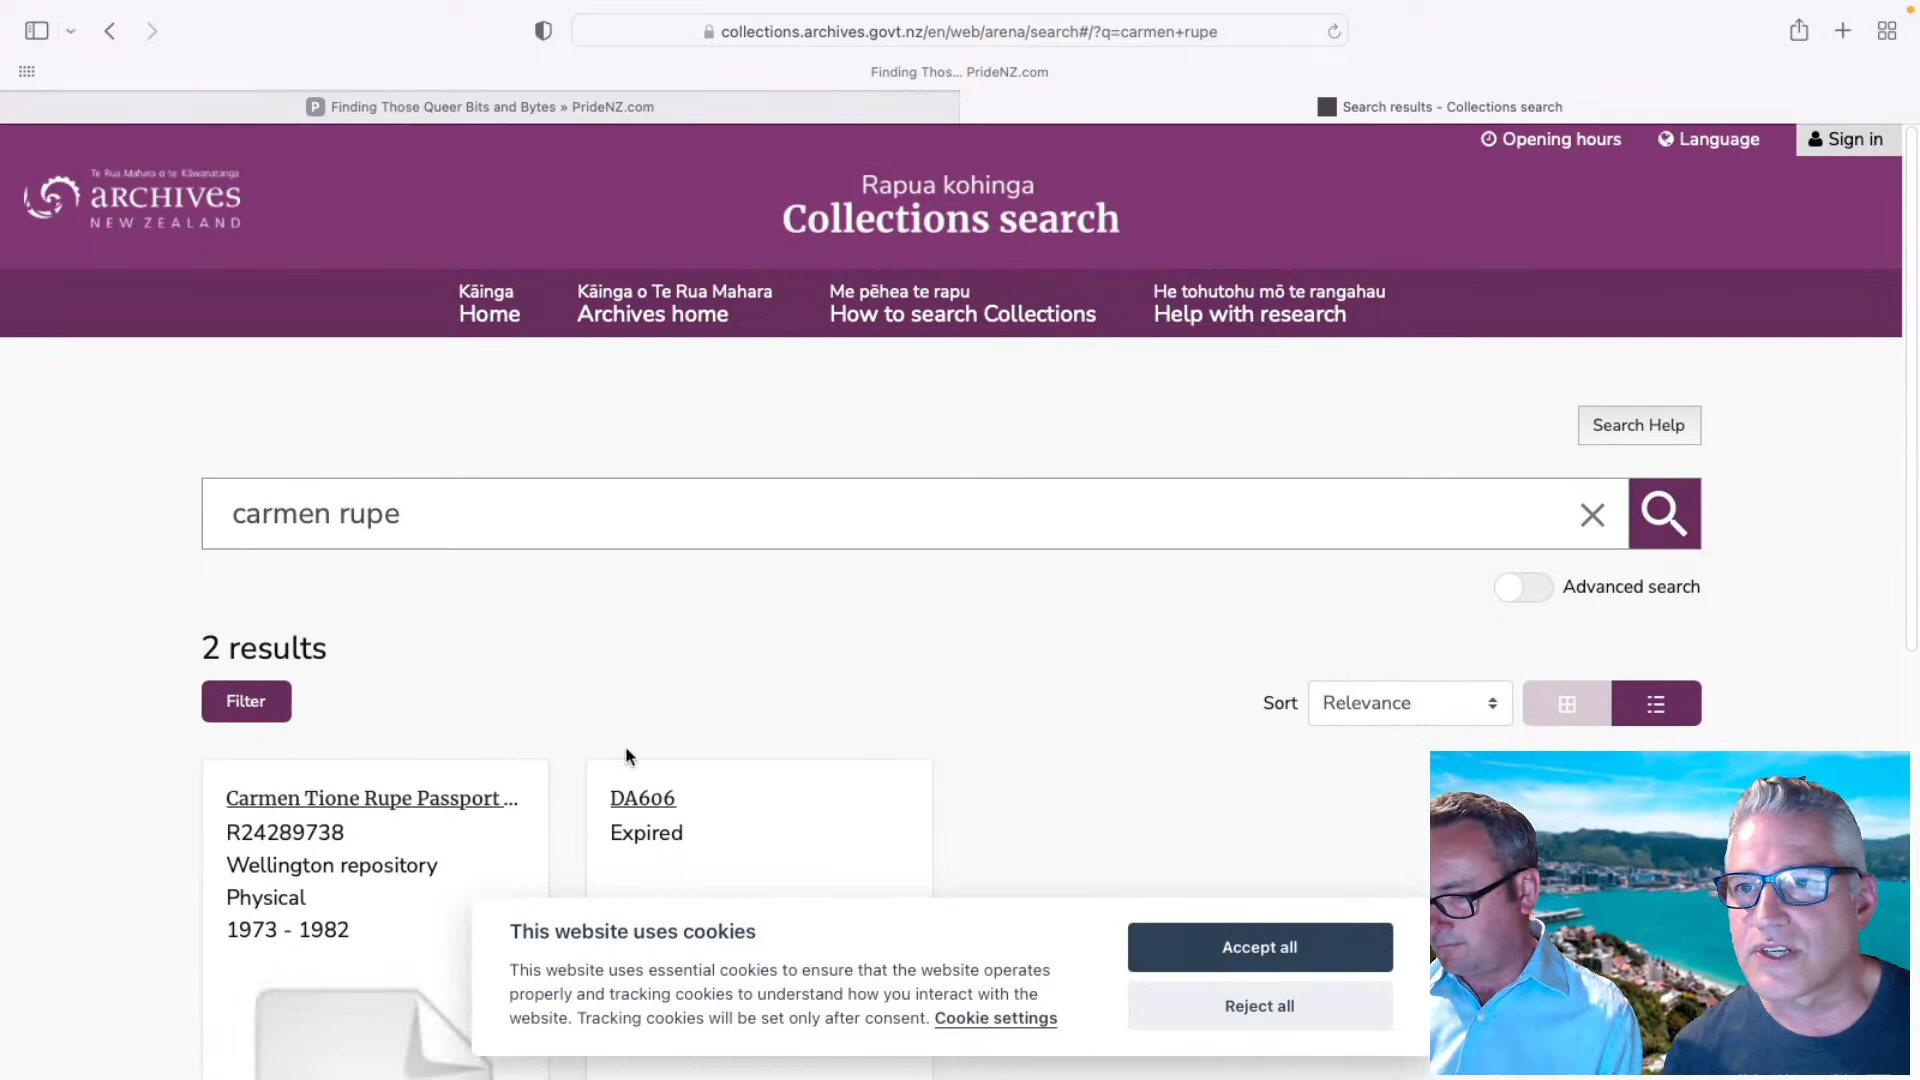 collections.archives.govt.nz/en/web/arena/search#/?q=carmen+rupe
Finding Thos... PrideNZ.com
P Finding Those Queer Bits and Bytes » PrideNZ.com
Search results - Collections search
Opening hours
Language
Sign in
Te Rua Mahara o te Kāwanatanga
ARCHIVES
NEW ZEALAND
Rapua kohinga
Collections search
Kāinga
Home
Kāinga o Te Rua Mahara
Archives home
Me pēhea te rapu
How to search Collections
He tohutohu mō te rangahau
Help with research
Search Help
carmen rupe
Advanced search
2 results
Filter
Sort
Relevance
Carmen Tione Rupe Passport ...
R24289738
Wellington repository
Physical
1973 - 1982
DA606
Expired
This website uses cookies
This website uses essential cookies to ensure that the website operates
properly and tracking cookies to understand how you interact with the
website. Tracking cookies will be set only after consent. Cookie settings
Accept all
Reject all